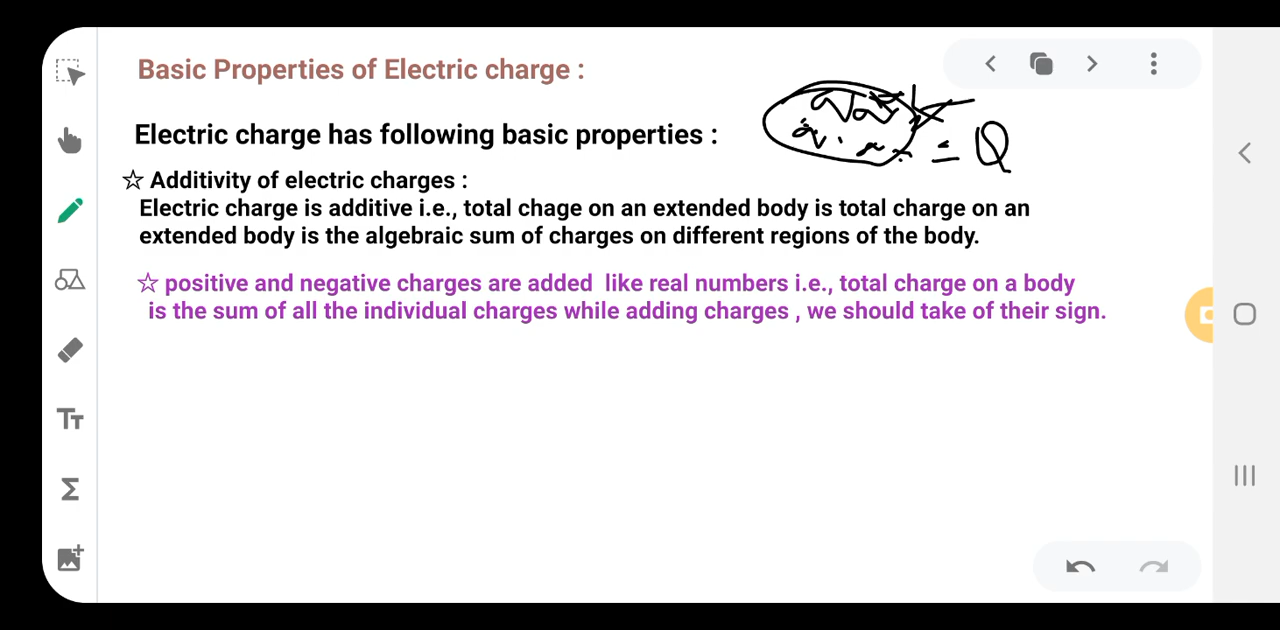 Basic Properties of Electric charge :
Electric charge has following basic properties :
= Q
☆ Additivity of electric charges :
Electric charge is additive i.e., total chage on an extended body is total charge on an
extended body is the algebraic sum of charges on different regions of the body.
☆ positive and negative charges are added like real numbers i.e., total charge on a body
is the sum of all the individual charges while adding charges , we should take of their sign.
Tт
Σ